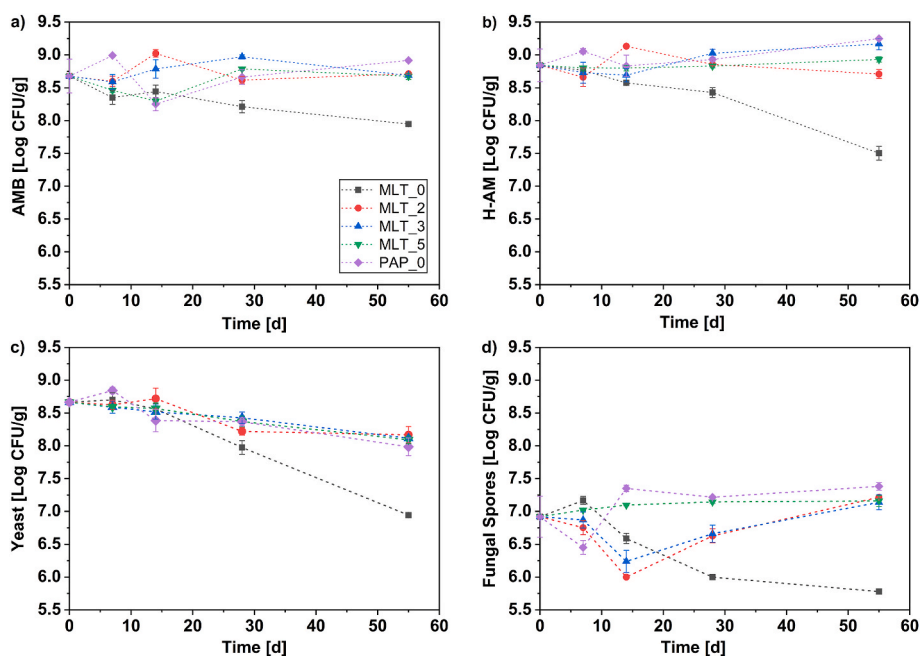 a)
9.5
9.0
8.5
8.0
7.5
7.0
6.5
6.0
5.5
AMB [Log CFU/g]
0 10 20 30 40 50 60
Time [d]
MLT_0
MLT_2
MLT_3
MLT_5
PAP_0
b)
9.5
9.0
8.5
8.0
7.5
7.0
6.5
6.0
5.5
H-AM [Log CFU/g]
0 10 20 30 40 50 60
Time [d]
c)
9.5
9.0
8.5
8.0
7.5
7.0
6.5
6.0
5.5
Yeast [Log CFU/g]
0 10 20 30 40 50 60
Time [d]
d)
9.5
9.0
8.5
8.0
7.5
7.0
6.5
6.0
5.5
Fungal Spores [Log CFU/g]
0 10 20 30 40 50 60
Time [d]